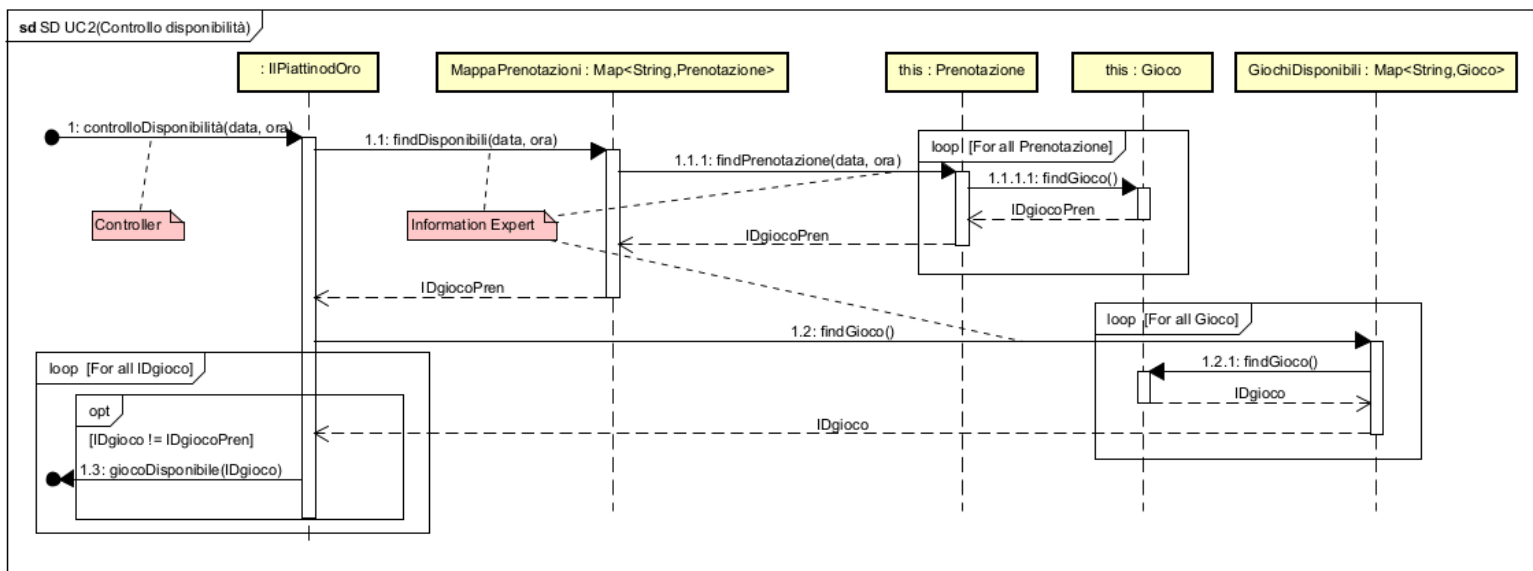 sd SD UC2(Controllo disponibilità)
: IlPiattinodOro
MappaPrenotazioni : Map<String,Prenotazione>
this : Prenotazione
this : Gioco
GiochiDisponibili : Map<String,Gioco>
1: controlloDisponibilità(data, ora)
1.1: findDisponibili(data, ora)
loop [For all Prenotazione]
1.1.1: findPrenotazione(data, ora)
1.1.1.1: findGioco()
IDgiocoPren
Controller
Information Expert
IDgiocoPren
IDgiocoPren
loop [For all Gioco]
1.2: findGioco()
loop [For all IDgioco]
1.2.1: findGioco()
IDgioco
opt
[IDgioco != IDgiocoPren]
IDgioco
1.3: giocoDisponibile(IDgioco)